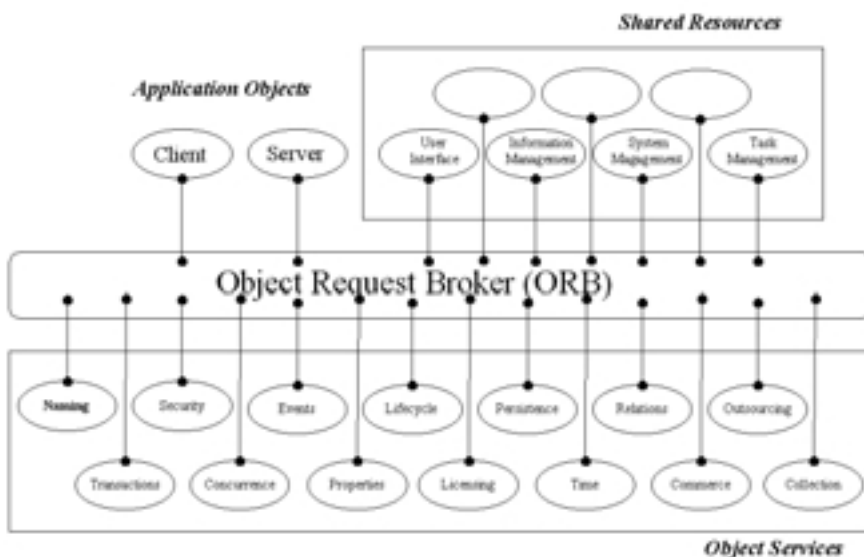 Shared Resources
Application Objects
Client
Server
User
Interface
Information
Management
System
Management
Task
Management
Object Request Broker (ORB)
Naming
Security
Events
Lifecycle
Persistence
Relations
Outsourcing
Transactions
Concurrence
Properties
Licensing
Time
Commerce
Collection
Object Services